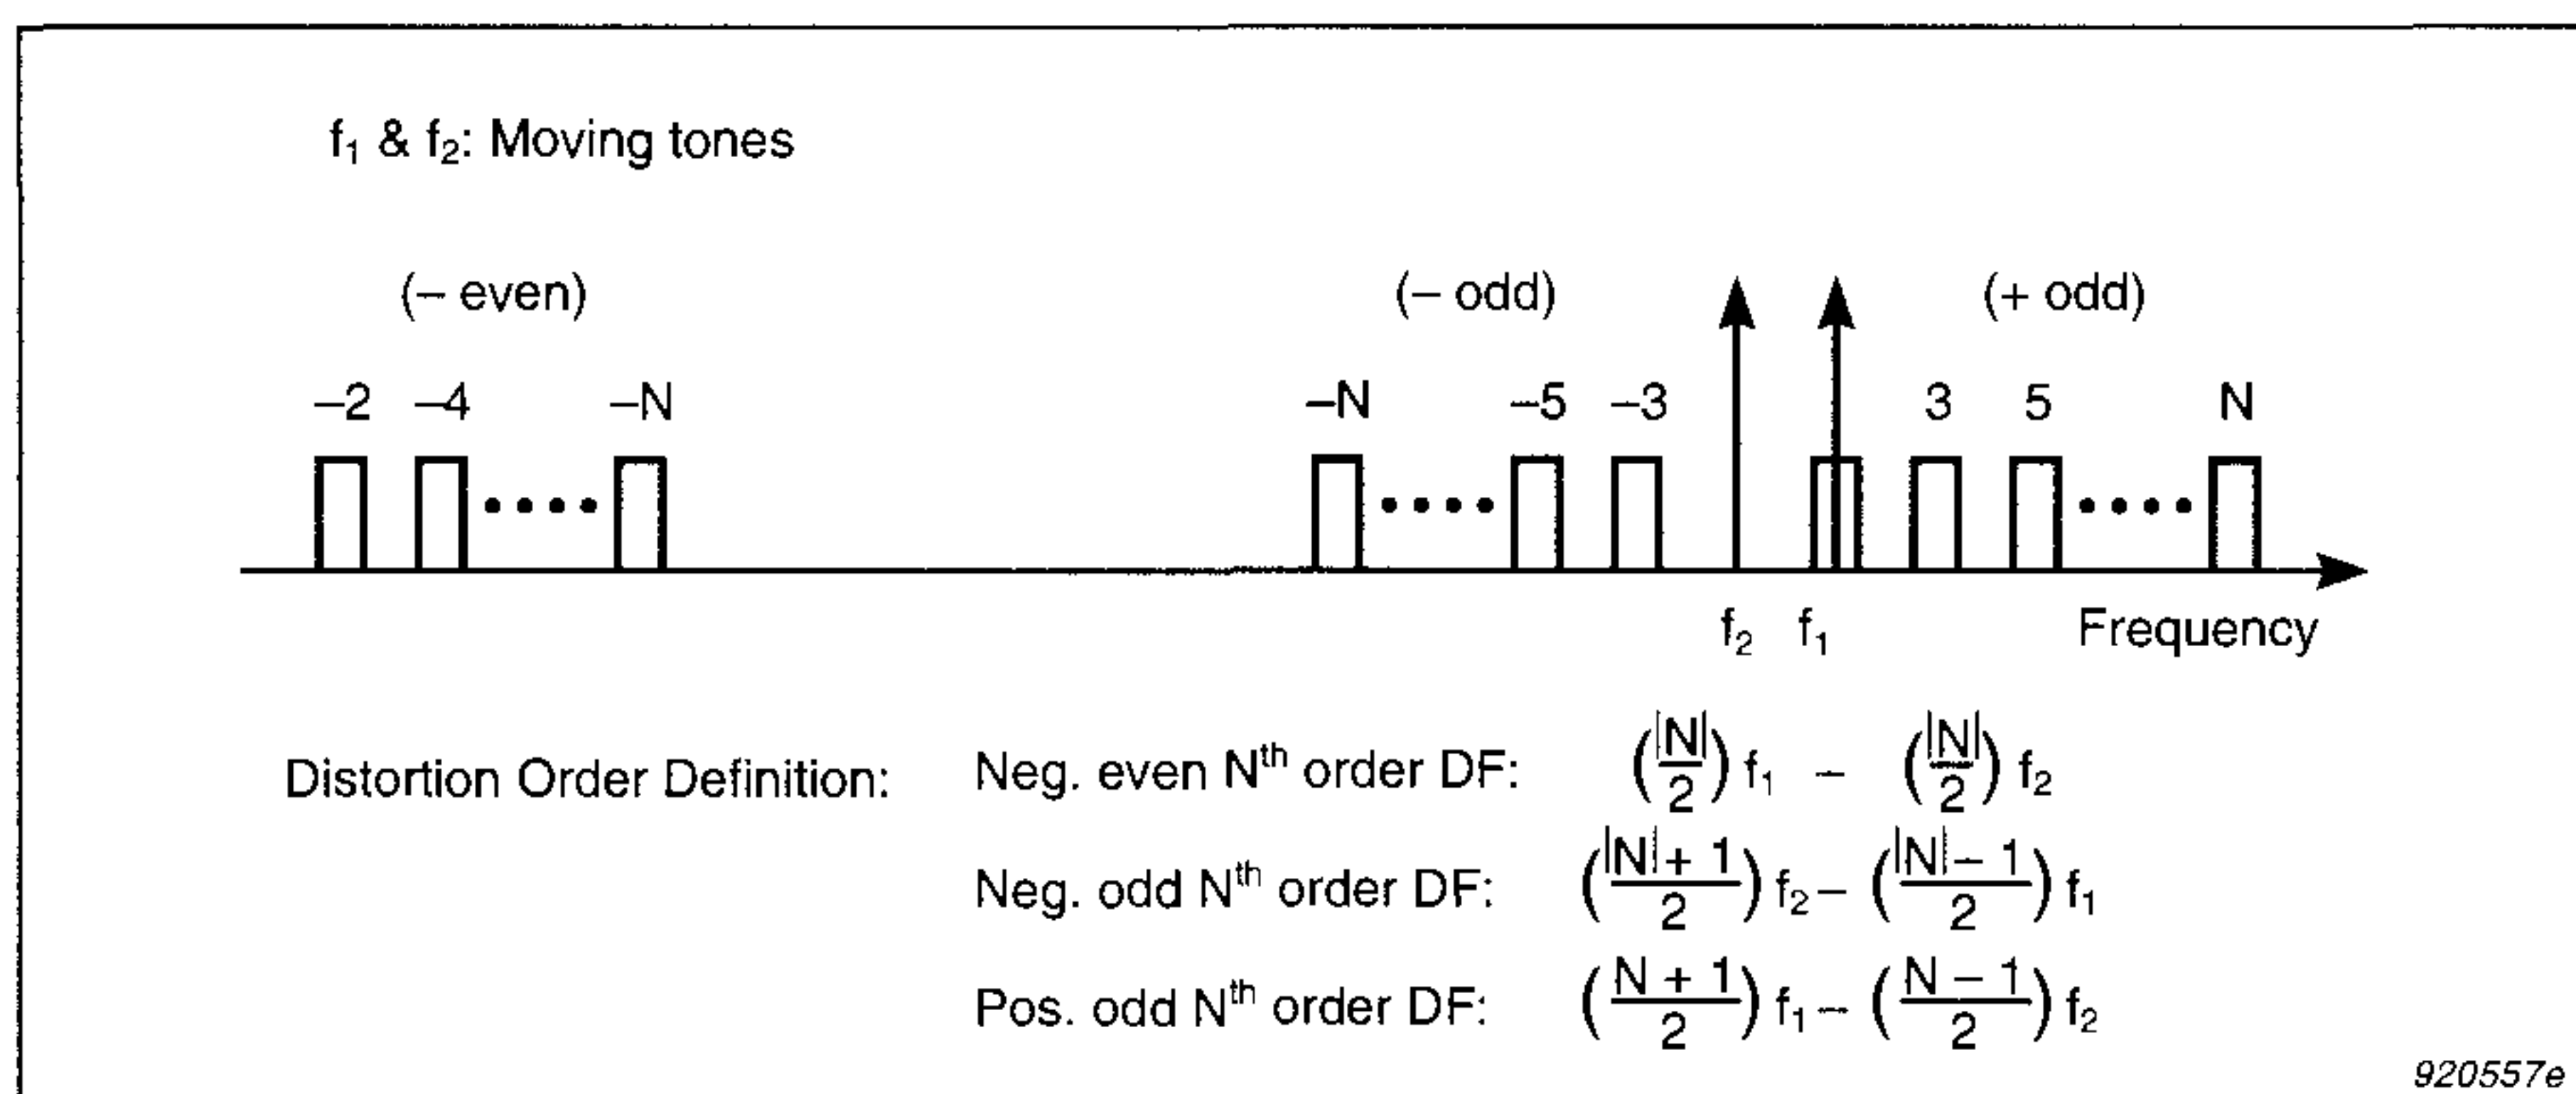 f₁ & f₂: Moving tones
(– even) (– odd) (+ odd)
–2 –4 –N –N –5 –3 3 5 N
f₂ f₁ Frequency
Distortion Order Definition: Neg. even Nᵗʰ order DF: (|N|/2) f₁ – (|N|/2) f₂
Neg. odd Nᵗʰ order DF: ((|N| + 1)/2) f₂ – ((|N| – 1)/2) f₁
Pos. odd Nᵗʰ order DF: ((N + 1)/2) f₁ – ((N – 1)/2) f₂
920557e